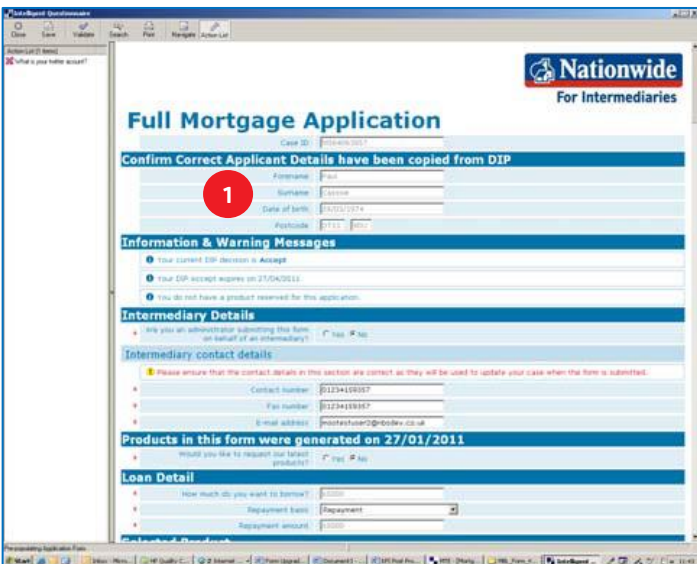 Intelligent Questionnaire
Close Save Validate Search Print Navigate Action List
Action List (1 items)
What is your twitter account?
Nationwide
For Intermediaries
Full Mortgage Application
Case ID
Confirm Correct Applicant Details have been copied from DIP
Forename Paul
1
Surname
Date of birth
Postcode
Information & Warning Messages
Your current DIP decision is Accept
Your DIP accept expires on 27/04/2011
You do not have a product reserved for this application.
Intermediary Details
Are you an administrator submitting this form
on behalf of an intermediary? Yes No
Intermediary contact details
Please ensure that the contact details in this section are correct as they will be used to update your case when the form is submitted.
Contact number 01234159357
Fax number 01234159357
E-mail address
Products in this form were generated on 27/01/2011
Would you like to request our latest
products? Yes No
Loan Detail
How much do you want to borrow?
Repayment basis Repayment
Repayment amount
Selected Product
Prepopulating Application Form
Start